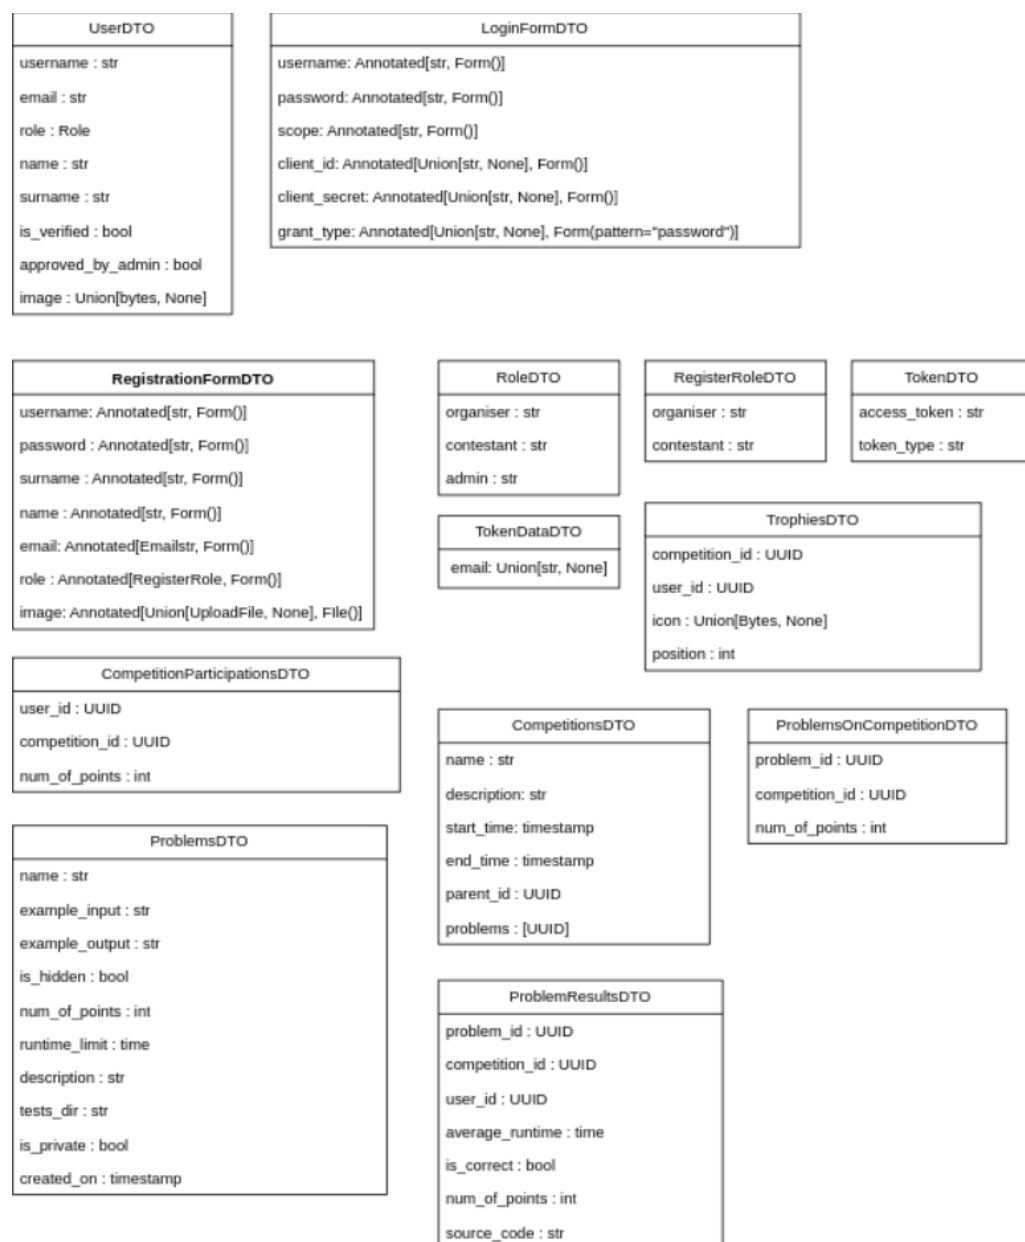 UserDTO
username : str
email : str
role : Role
name : str
surname : str
is_verified : bool
approved_by_admin : bool
image : Union[bytes, None]
LoginFormDTO
username: Annotated[str, Form()]
password: Annotated[str, Form()]
scope: Annotated[str, Form()]
client_id: Annotated[Union[str, None], Form()]
client_secret: Annotated[Union[str, None], Form()]
grant_type: Annotated[Union[str, None], Form(pattern="password")]
RegistrationFormDTO
username: Annotated[str, Form()]
password : Annotated[str, Form()]
surname : Annotated[str, Form()]
name : Annotated[str, Form()]
email: Annotated[Emailstr, Form()]
role : Annotated[RegisterRole, Form()]
image: Annotated[Union[UploadFile, None], FIle()]
RoleDTO
organiser : str
contestant : str
admin : str
RegisterRoleDTO
organiser : str
contestant : str
TokenDTO
access_token : str
token_type : str
TokenDataDTO
email: Union[str, None]
TrophiesDTO
competition_id : UUID
user_id : UUID
icon : Union[Bytes, None]
position : int
CompetitionParticipationsDTO
user_id : UUID
competition_id : UUID
num_of_points : int
CompetitionsDTO
name : str
description: str
start_time: timestamp
end_time : timestamp
parent_id : UUID
problems : [UUID]
ProblemsOnCompetitionDTO
problem_id : UUID
competition_id : UUID
num_of_points : int
ProblemsDTO
name : str
example_input : str
example_output : str
is_hidden : bool
num_of_points : int
runtime_limit : time
description : str
tests_dir : str
is_private : bool
created_on : timestamp
ProblemResultsDTO
problem_id : UUID
competition_id : UUID
user_id : UUID
average_runtime : time
is_correct : bool
num_of_points : int
source_code : str